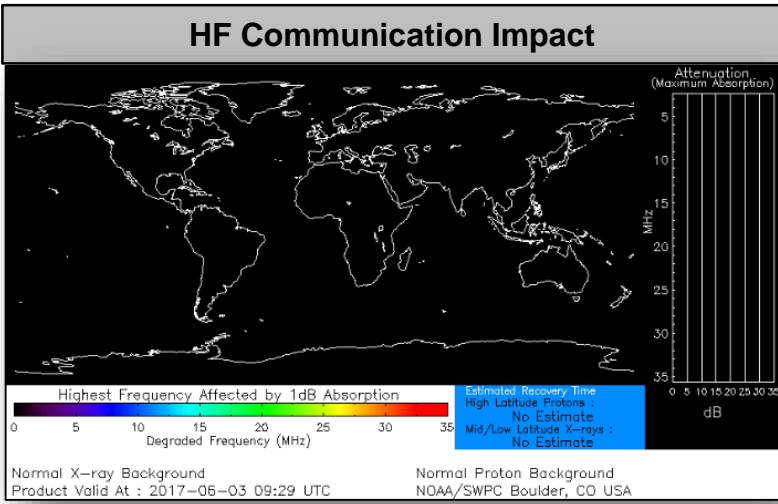 HF Communication Impact
Attenuation
(Maximum Absorption)
5
10
15
20
25
30
35
MHz
0 5 10 15 20 25 30 35
dB
Highest Frequency Affected by 1dB Absorption
0 5 10 15 20 25 30 35
Degraded Frequency (MHz)
Estimated Recovery Time
High Latitude Protons :
No Estimate
Mid/Low Latitude X-rays :
No Estimate
Normal X-ray Background
Product Valid At : 2017-06-03 09:29 UTC
Normal Proton Background
NOAA/SWPC Boulder, CO USA